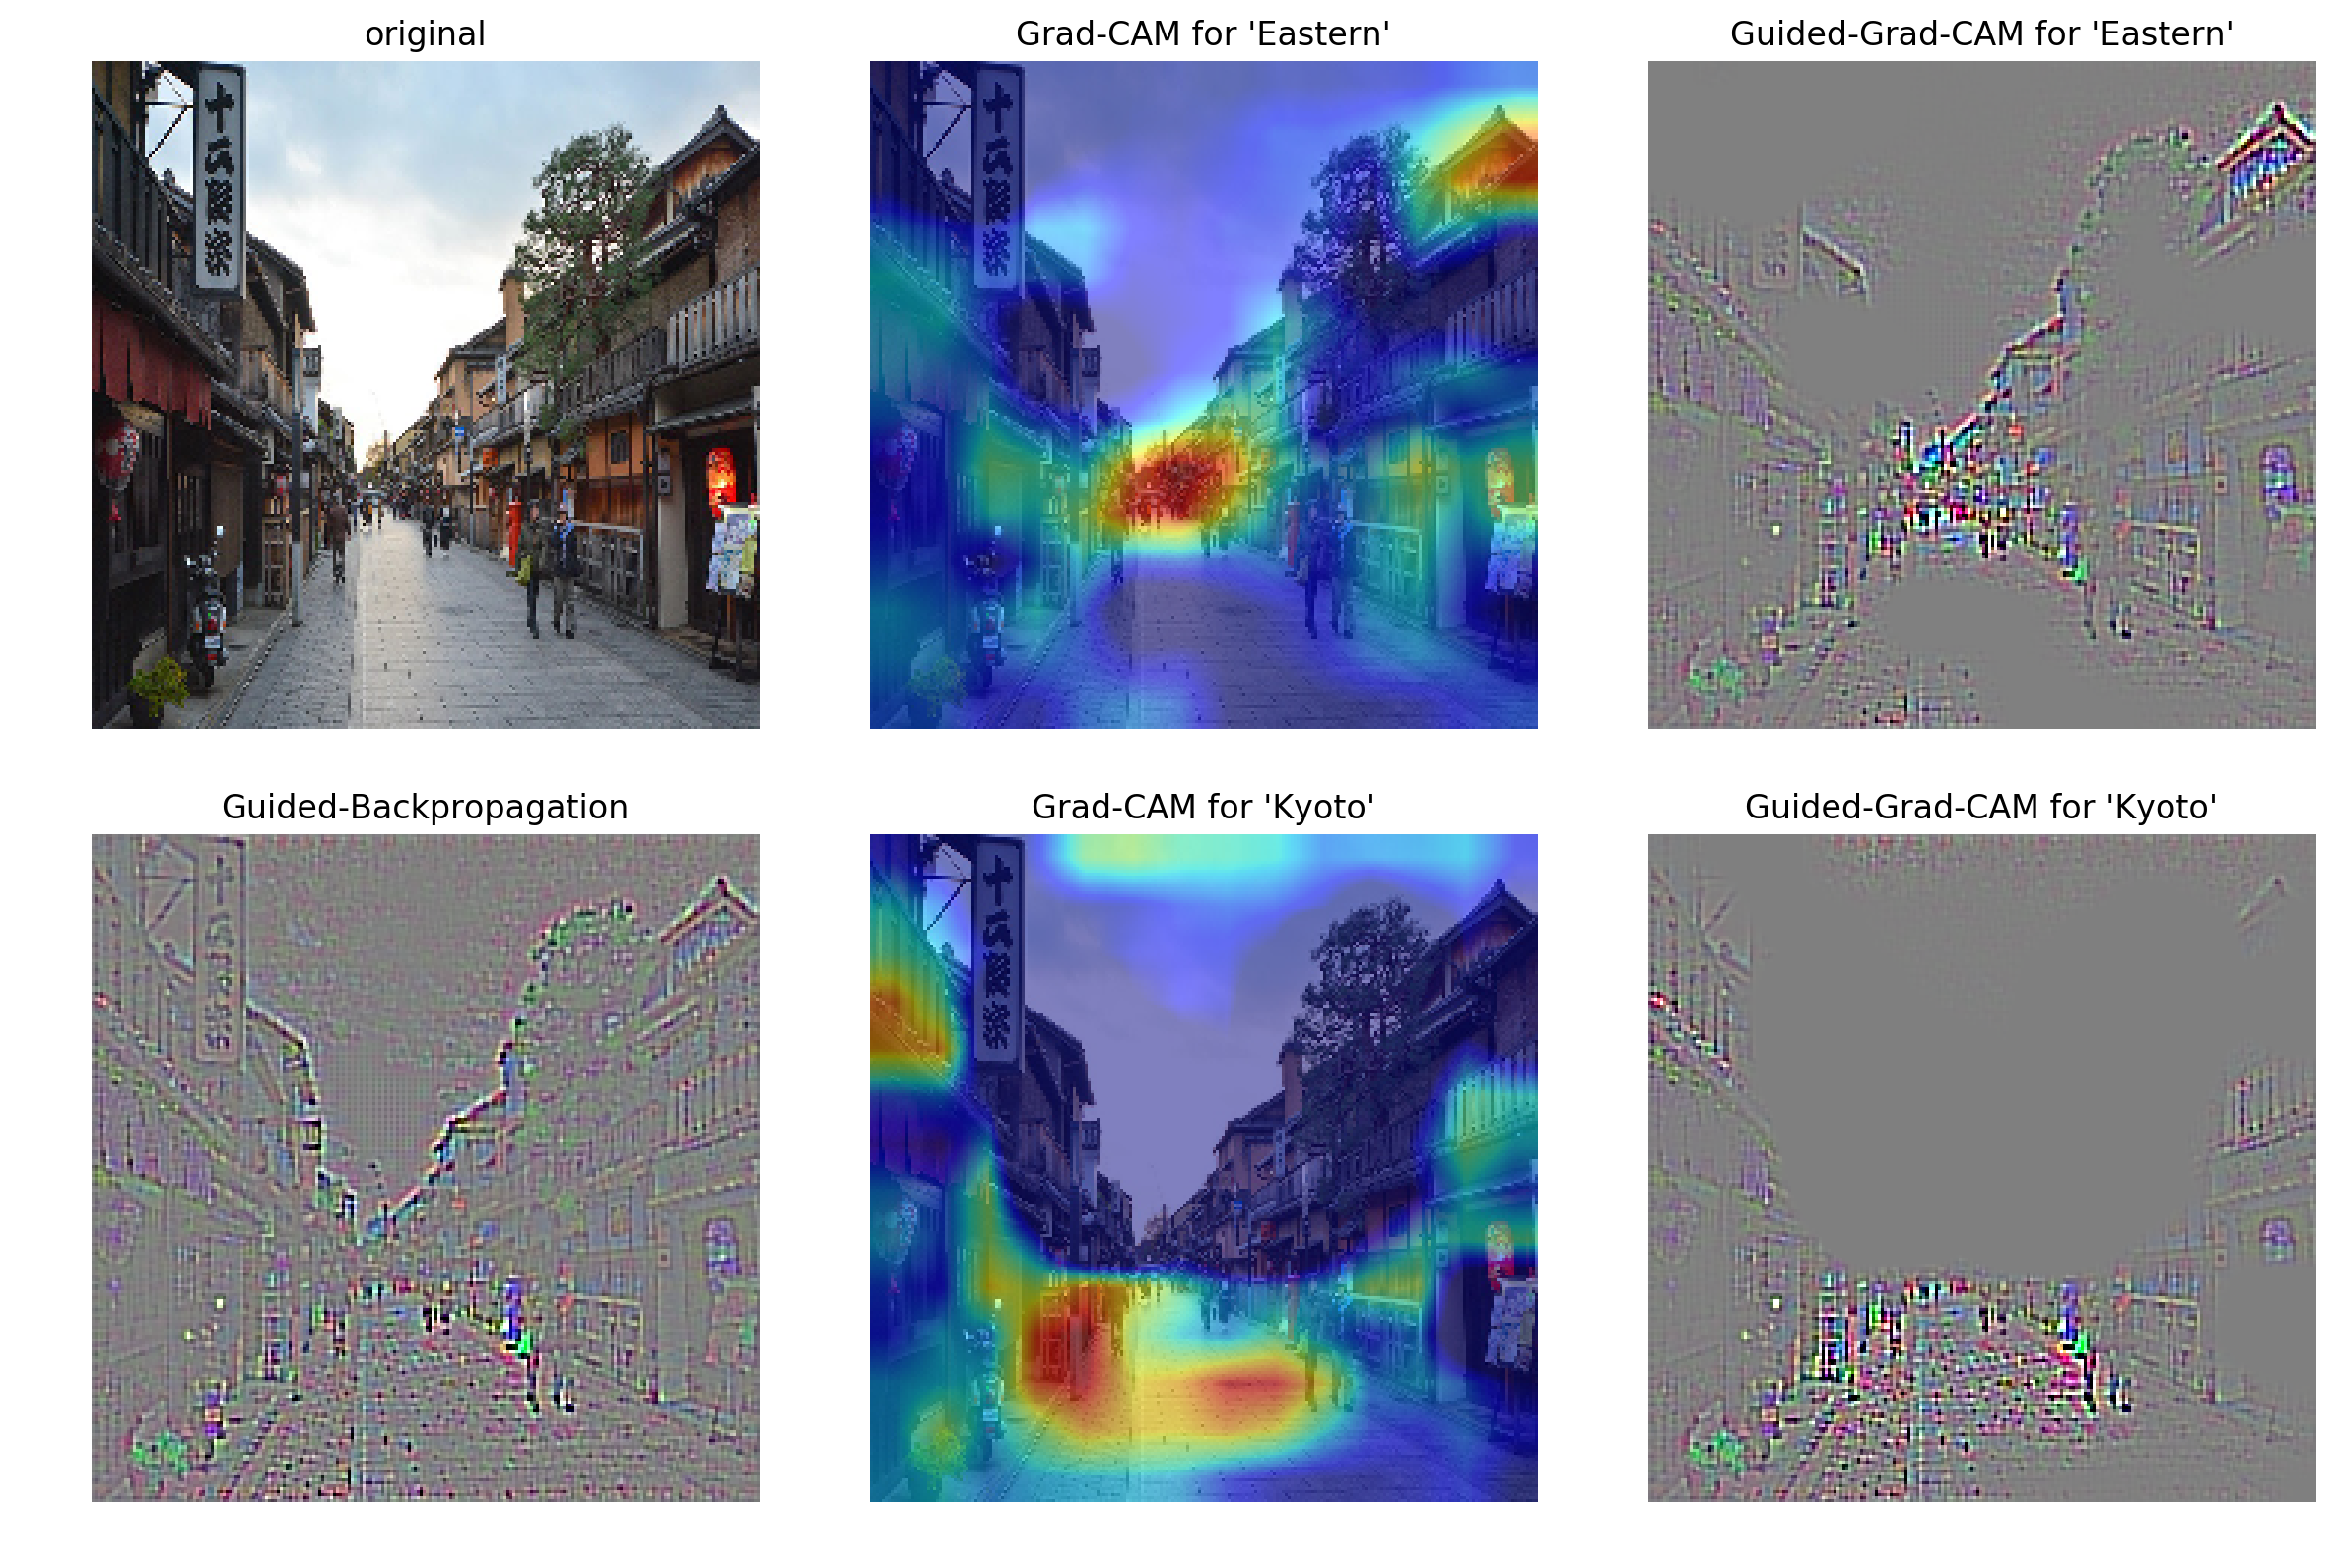 original
Grad-CAM for 'Eastern'
Guided-Grad-CAM for 'Eastern'
十
Guided-Backpropagation
Grad-CAM for 'Kyoto'
Guided-Grad-CAM for 'Kyoto'